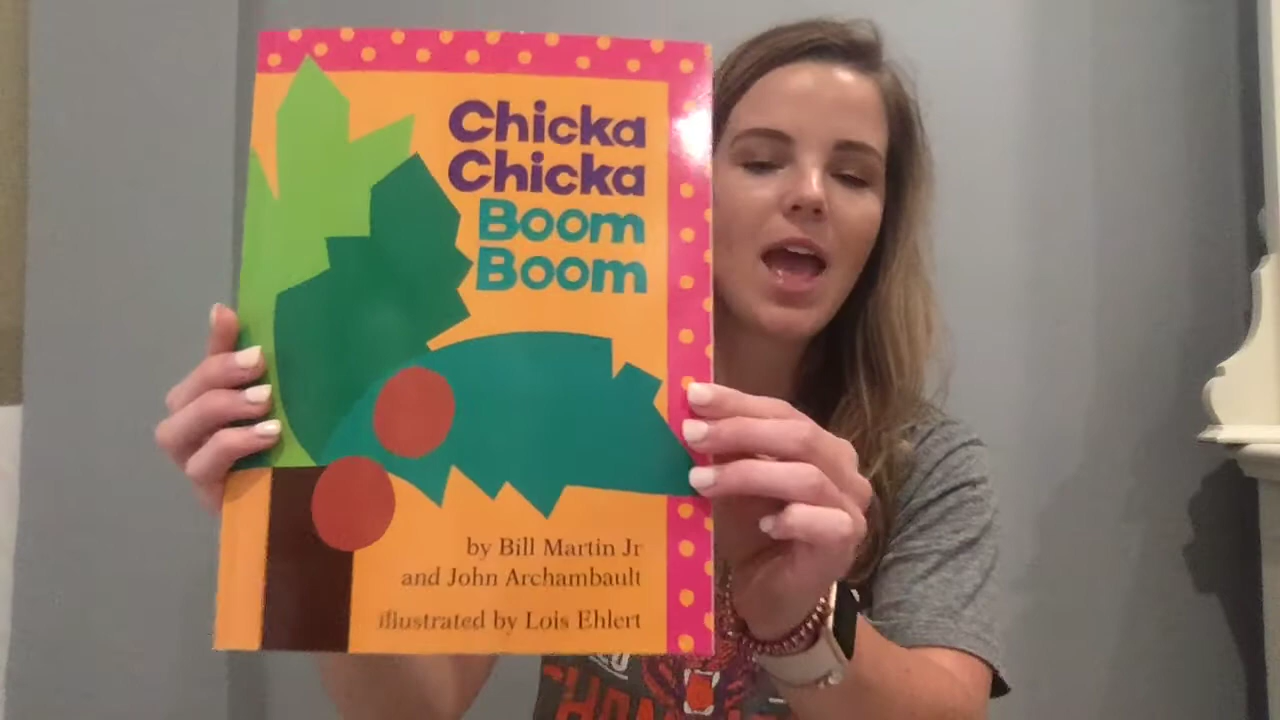 Chicka
Chicka
Boom
Boom
by Bill Martin Jr
and John Archambault
illustrated by Lois Ehlert